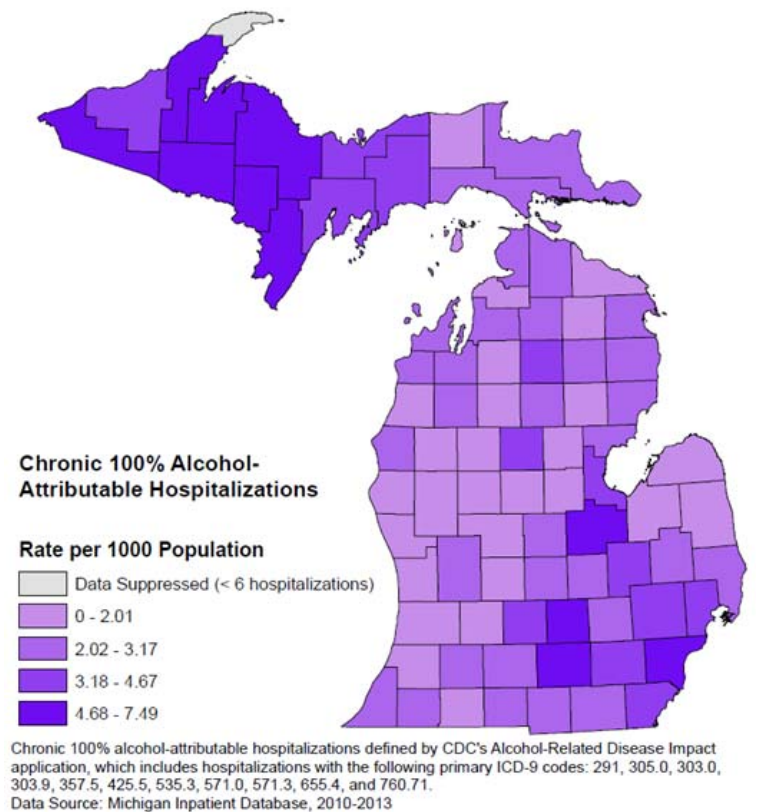 Chronic 100% Alcohol-
Attributable Hospitalizations
Rate per 1000 Population
Data Suppressed (< 6 hospitalizations)
0 - 2.01
2.02 - 3.17
3.18 - 4.67
4.68 - 7.49
Chronic 100% alcohol-attributable hospitalizations defined by CDC's Alcohol-Related Disease Impact
application, which includes hospitalizations with the following primary ICD-9 codes: 291, 305.0, 303.0,
303.9, 357.5, 425.5, 535.3, 571.0, 571.3, 655.4, and 760.71.
Data Source: Michigan Inpatient Database, 2010-2013